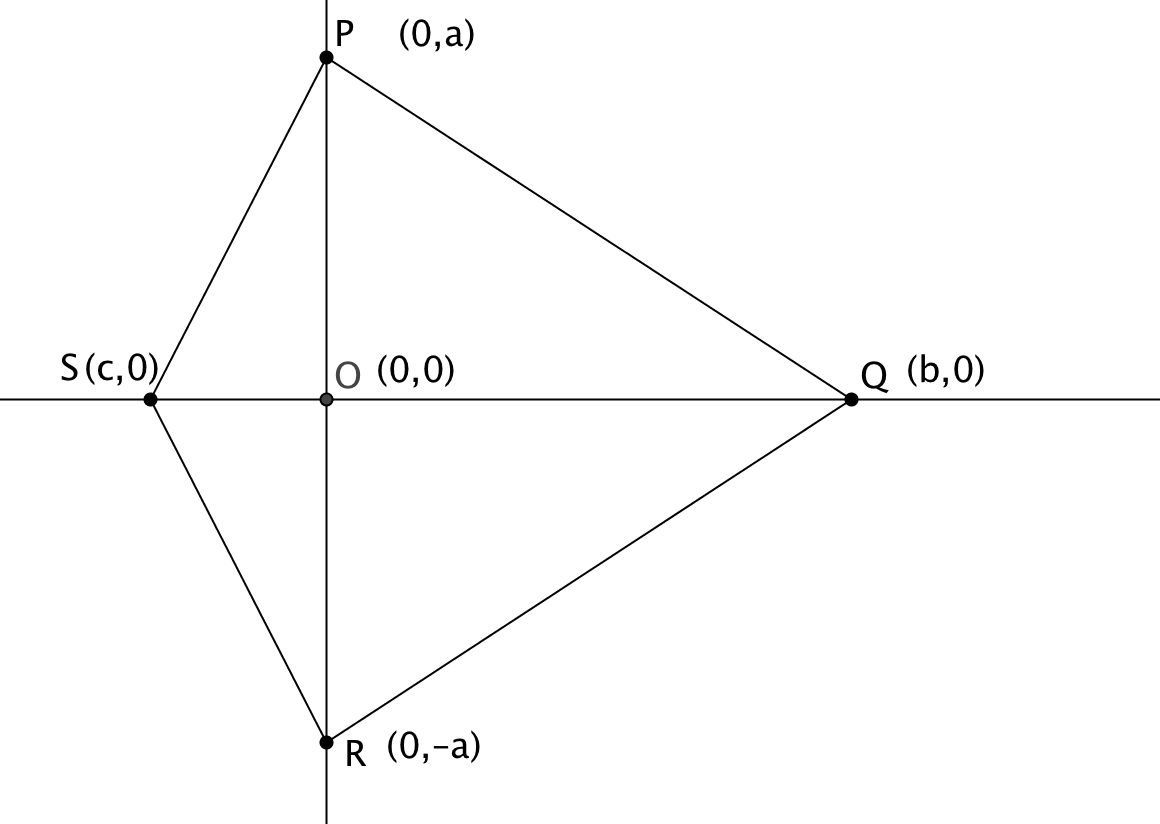 P (0,a)
S(c,0)
O (0,0)
Q (b,0)
R (0,-a)